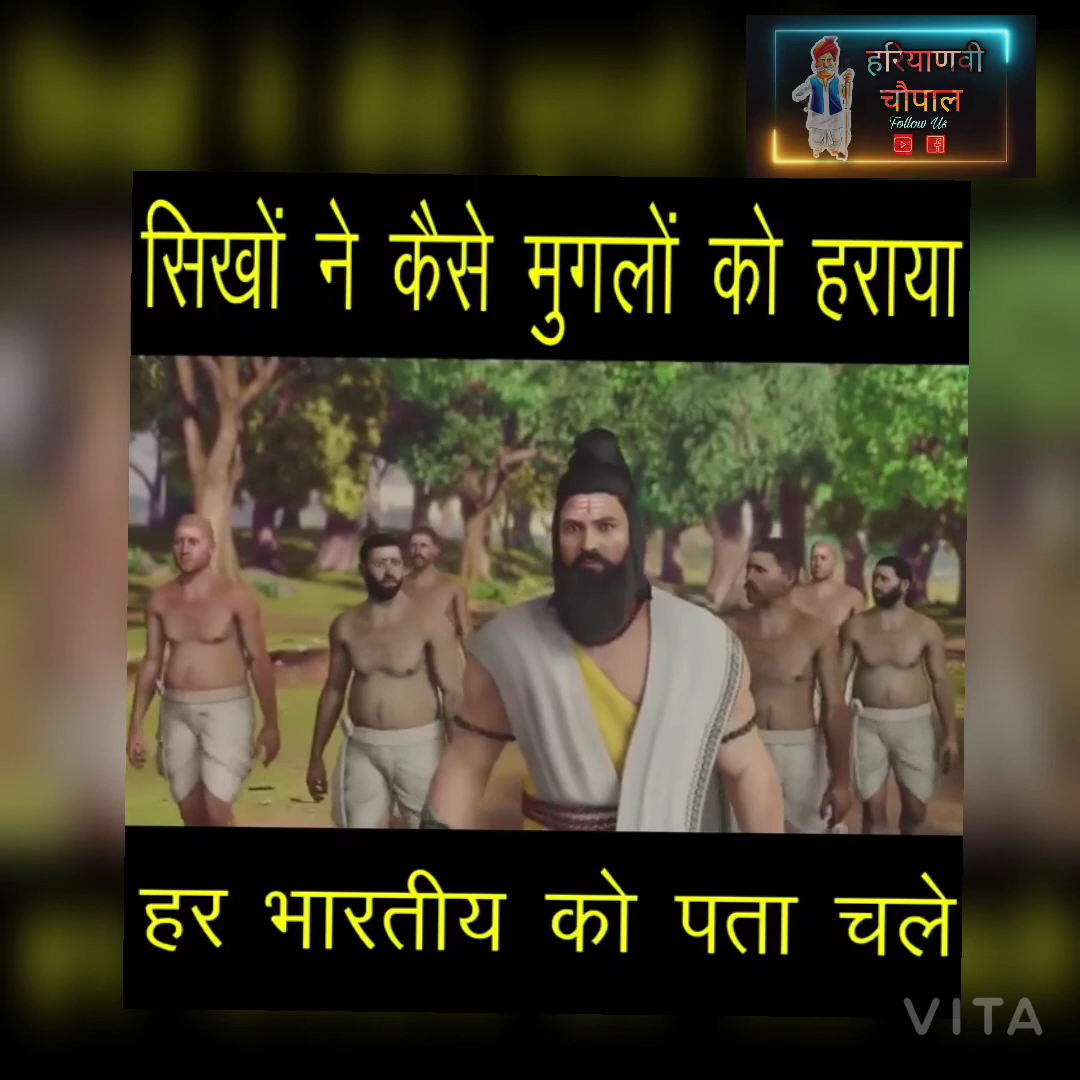 हरियाणवी
चौपाल
Follow Us
सिखों ने कैसे मुगलों को हराया
हर भारतीय को पता चले
VITA